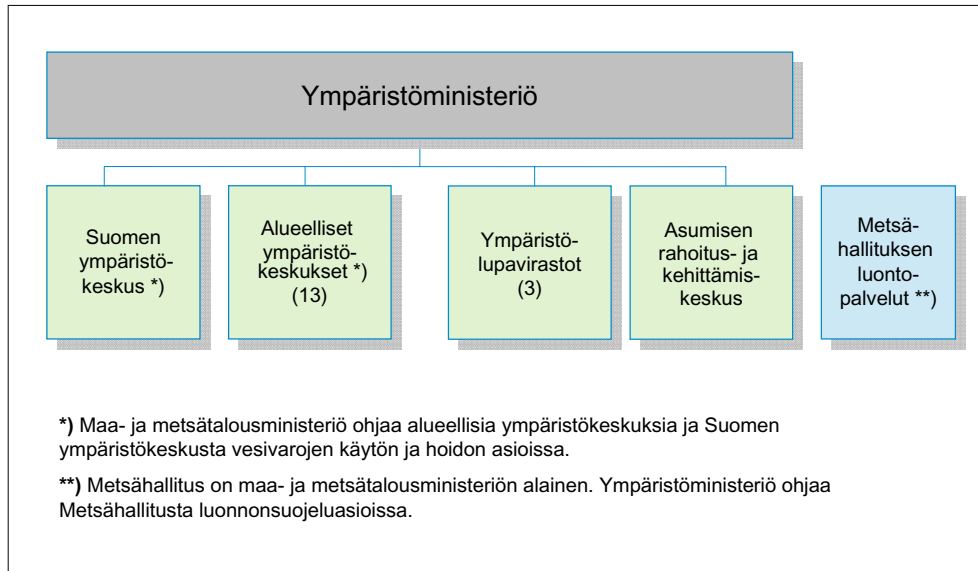 Ympäristöministeriö
Suomen
ympäristö-
keskus *)
Alueelliset
ympäristö-
keskukset *)
(13)
Ympäristö-
lupavirastot
(3)
Asumisen
rahoitus- ja
kehittämis-
keskus
Metsä-
hallituksen
luonto-
palvelut **)
*) Maa- ja metsätalousministeriö ohjaa alueellisia ympäristökeskuksia ja Suomen
ympäristökeskusta vesivarojen käytön ja hoidon asioissa.
**) Metsähallitus on maa- ja metsätalousministeriön alainen. Ympäristöministeriö ohjaa
Metsähallitusta luonnonsuojeluasioissa.